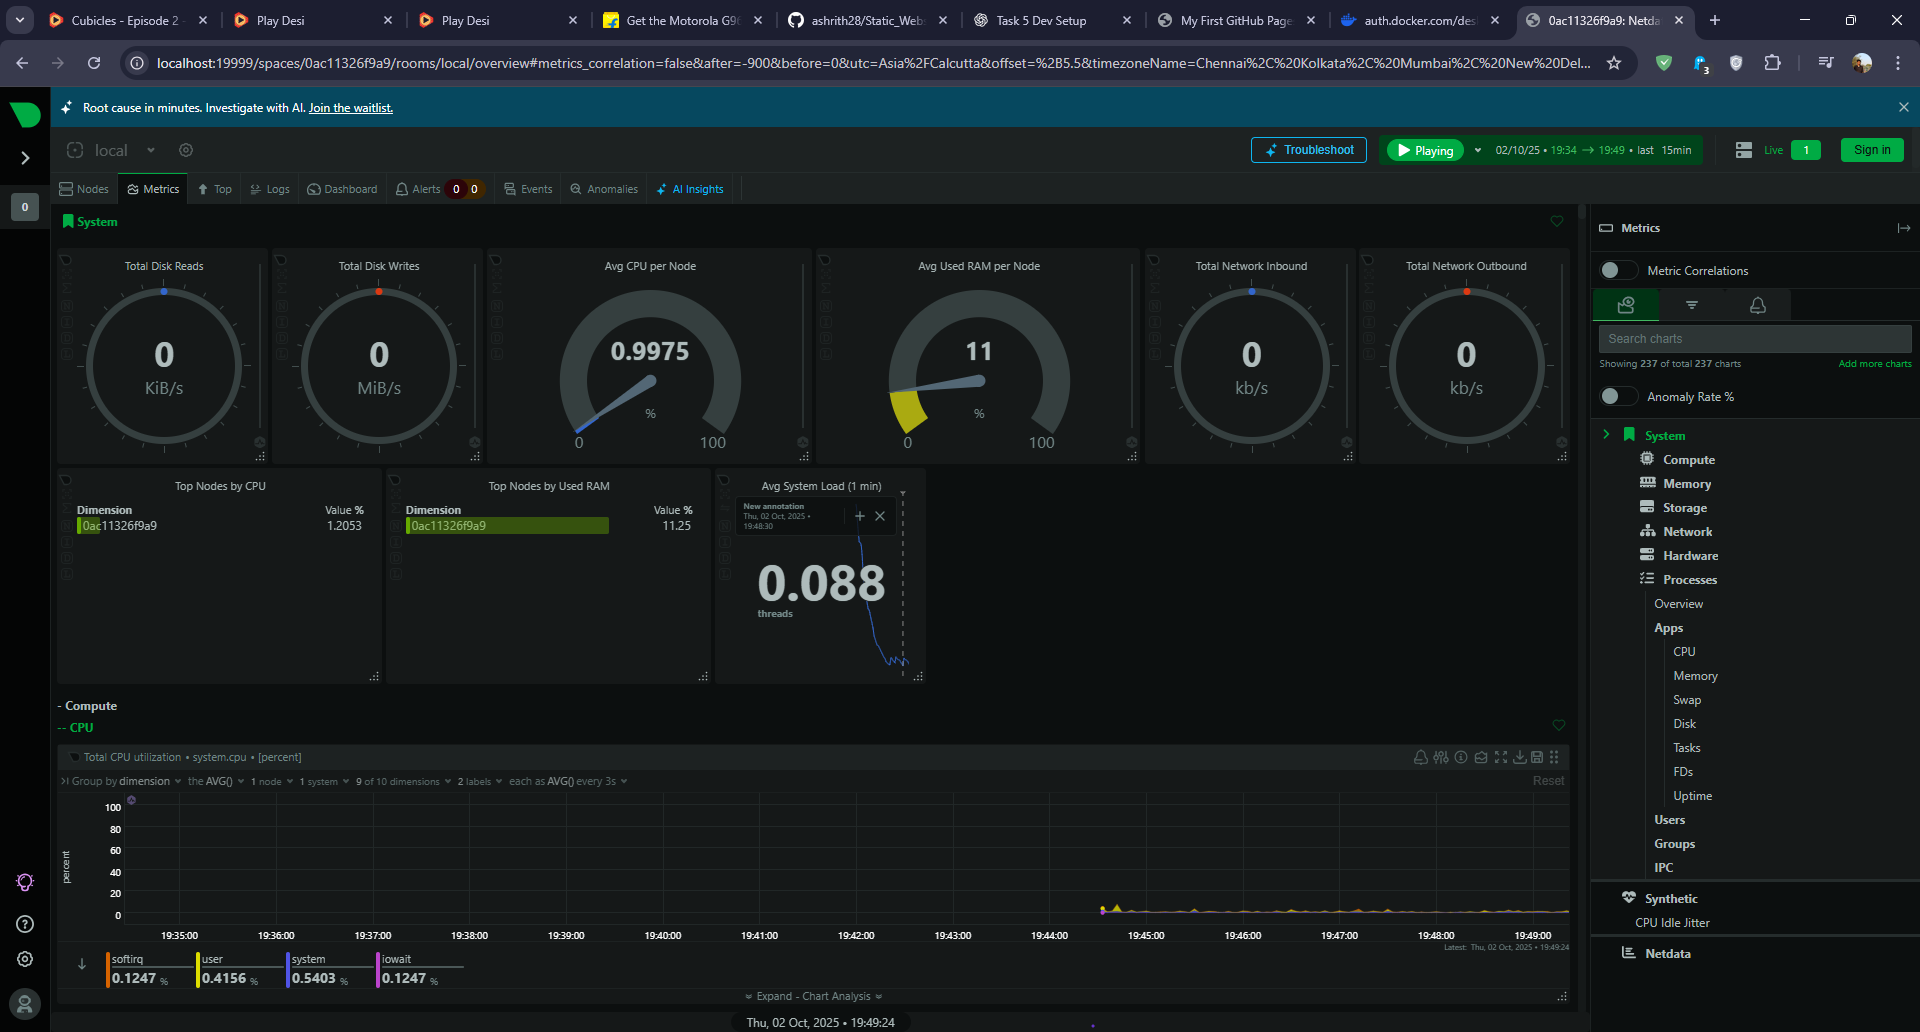 Cubicles - Episode 2 -
Play Desi
Play Desi
Get the Motorola G96
ashrith28/Static_Webs
Task 5 Dev Setup
My First GitHub Page
auth.docker.com/desk
0ac11326f9a9: Netda
localhost:19999/spaces/0ac11326f9a9/rooms/local/overview#metrics_correlation=false&after=-900&before=0&utc=Asia%2FCalcutta&offset=%2B5.5&timezoneName=Chennai%2C%20Kolkata%2C%20Mumbai%2C%20New%20Del...
3
Root cause in minutes. Investigate with AI. Join the waitlist.
local
Troubleshoot
Playing
02/10/25 • 19:34 → 19:49 • last 15min
Live
1
Sign in
Nodes
Metrics
Top
Logs
Dashboard
Alerts
0
0
Events
Anomalies
AI Insights
0
System
Total Disk Reads
0
KiB/s
Total Disk Writes
0
MiB/s
Avg CPU per Node
0.9975
%
0
100
Avg Used RAM per Node
11
%
0
100
Total Network Inbound
0
kb/s
Total Network Outbound
0
kb/s
Top Nodes by CPU
Dimension Value %
0ac11326f9a9 1.2053
Top Nodes by Used RAM
Dimension Value %
0ac11326f9a9 11.25
Avg System Load (1 min)
New annotation
Thu, 02 Oct, 2025 •
19:48:30
0.088
threads
- Compute
-- CPU
Total CPU utilization • system.cpu • [percent]
Group by dimension the AVG() 1 node 1 system 9 of 10 dimensions 2 labels each as AVG() every 3s
Reset
percent
100
80
60
40
20
0
19:35:00
19:36:00
19:37:00
19:38:00
19:39:00
19:40:00
19:41:00
19:42:00
19:43:00
19:44:00
19:45:00
19:46:00
19:47:00
19:48:00
19:49:00
Latest: Thu, 02 Oct, 2025 • 19:49:24
softirq
0.1247 %
user
0.4156 %
system
0.5403 %
iowait
0.1247 %
Expand - Chart Analysis
Thu, 02 Oct, 2025 • 19:49:24
Metrics
Metric Correlations
Search charts
Showing 237 of total 237 charts
Add more charts
Anomaly Rate %
System
Compute
Memory
Storage
Network
Hardware
Processes
Overview
Apps
CPU
Memory
Swap
Disk
Tasks
FDs
Uptime
Users
Groups
IPC
Synthetic
CPU Idle Jitter
Netdata